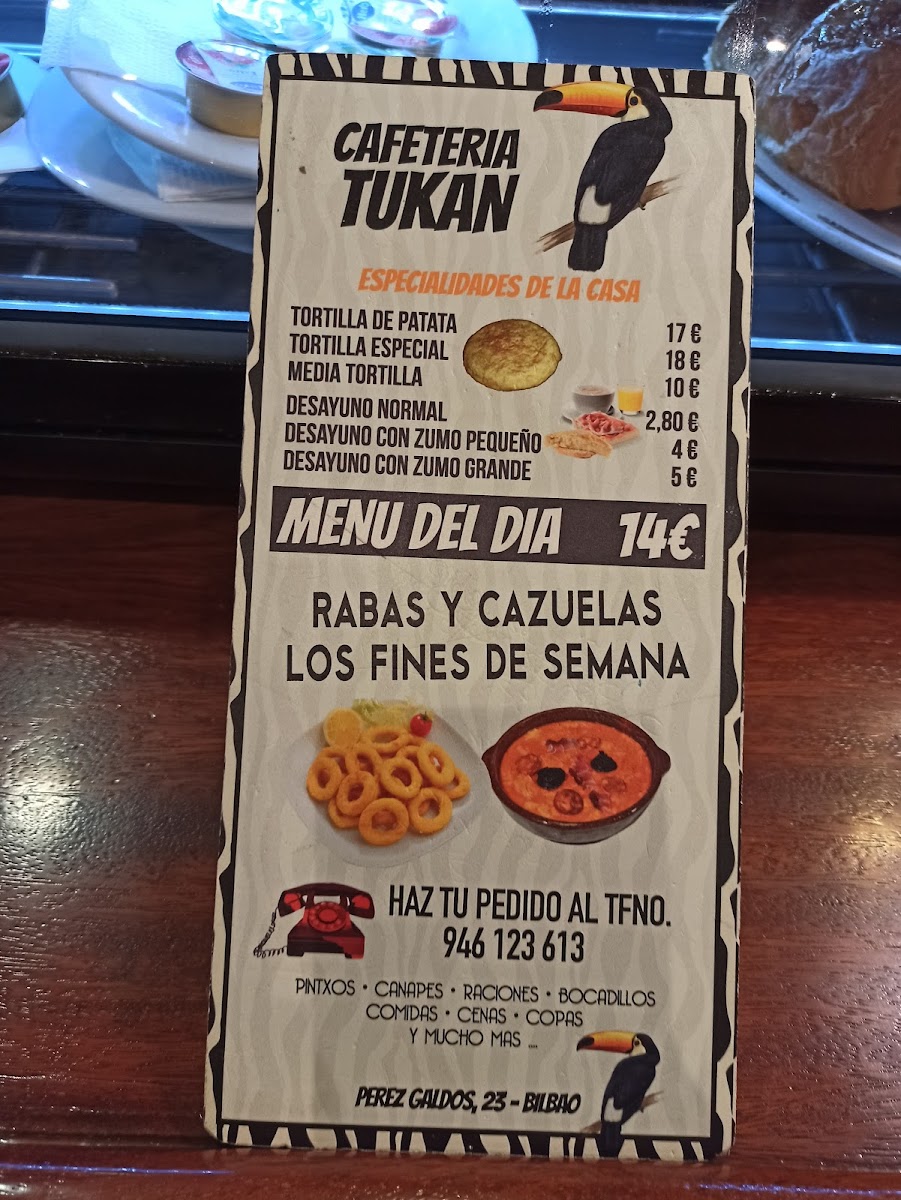 CAFETERIA
TUKAN
ESPECIALIDADES DE LA CASA
TORTILLA DE PATATA 17 €
TORTILLA ESPECIAL 18 €
MEDIA TORTILLA 10 €
DESAYUNO NORMAL 2,80 €
DESAYUNO CON ZUMO PEQUEÑO 4 €
DESAYUNO CON ZUMO GRANDE 5 €
MENU DEL DIA 14€
RABAS Y CAZUELAS
LOS FINES DE SEMANA
HAZ TU PEDIDO AL TFNO.
946 123 613
PINTXOS • CANAPES • RACIONES • BOCADILLOS
COMIDAS • CENAS • COPAS
Y MUCHO MAS ...
PEREZ GALDOS, 23 - BILBAO